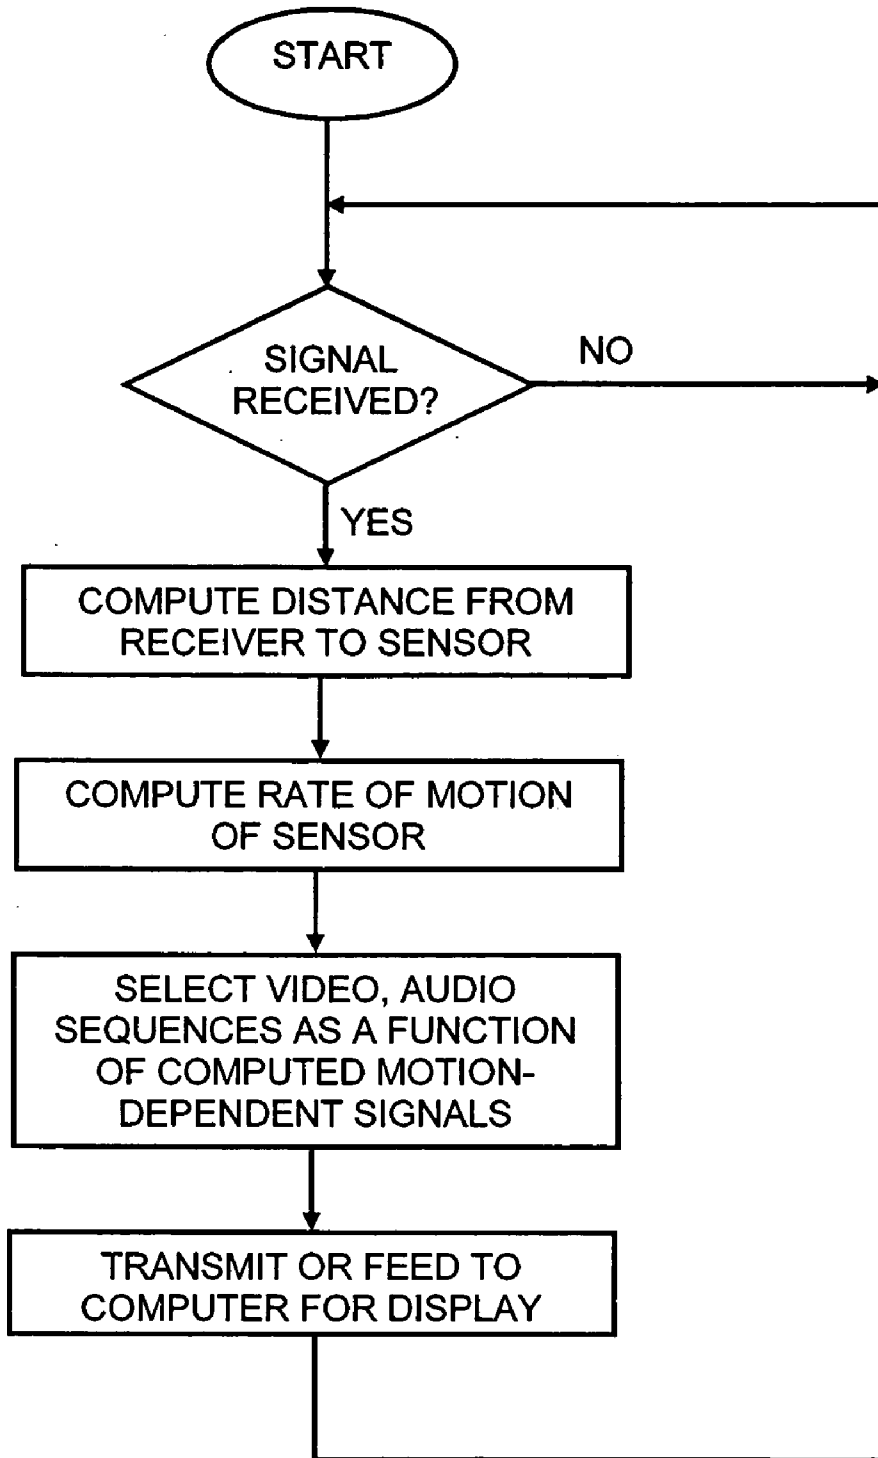 START
SIGNAL
RECEIVED?
NO
YES
COMPUTE DISTANCE FROM
RECEIVER TO SENSOR
COMPUTE RATE OF MOTION
OF SENSOR
SELECT VIDEO, AUDIO
SEQUENCES AS A FUNCTION
OF COMPUTED MOTION-
DEPENDENT SIGNALS
TRANSMIT OR FEED TO
COMPUTER FOR DISPLAY